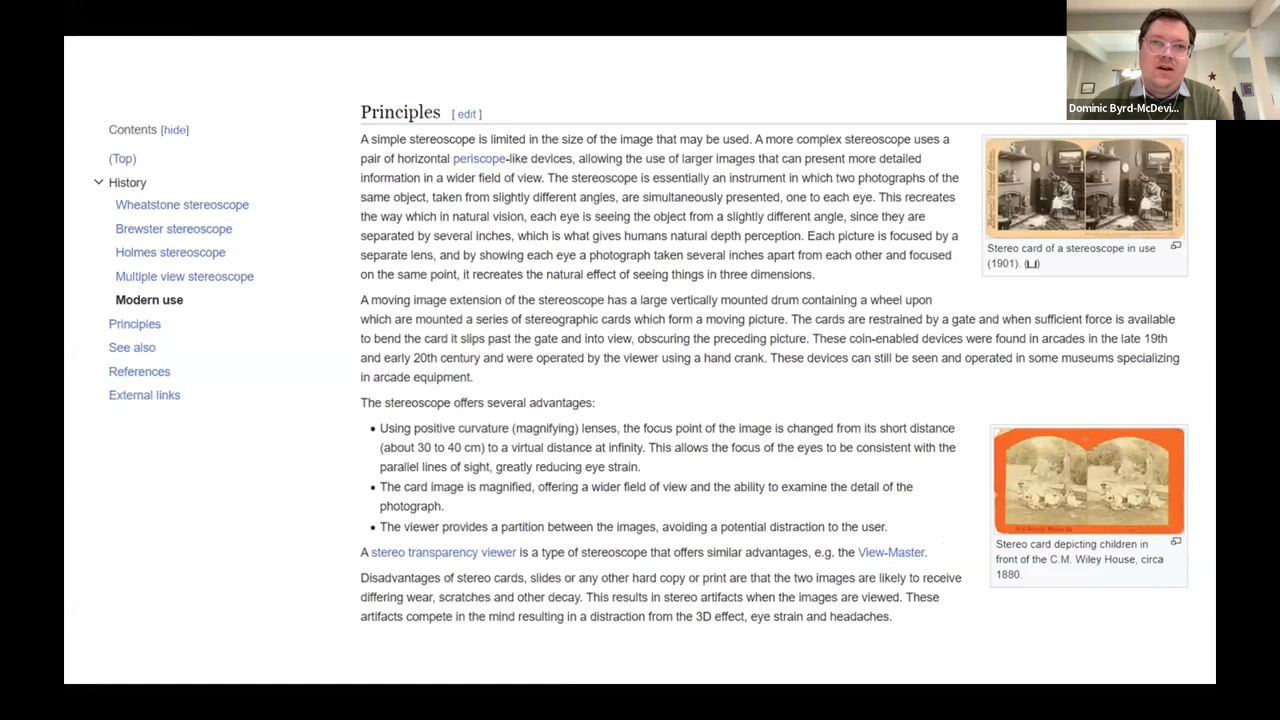 Dominic Byrd-McDevi...
Principles [ edit ]
Contents [hide]
(Top)
History
Wheatstone stereoscope
Brewster stereoscope
Holmes stereoscope
Multiple view stereoscope
Modern use
Principles
See also
References
External links
A simple stereoscope is limited in the size of the image that may be used. A more complex stereoscope uses a
pair of horizontal periscope-like devices, allowing the use of larger images that can present more detailed
information in a wider field of view. The stereoscope is essentially an instrument in which two photographs of the
same object, taken from slightly different angles, are simultaneously presented, one to each eye. This recreates
the way which in natural vision, each eye is seeing the object from a slightly different angle, since they are
separated by several inches, which is what gives humans natural depth perception. Each picture is focused by a
separate lens, and by showing each eye a photograph taken several inches apart from each other and focused
on the same point, it recreates the natural effect of seeing things in three dimensions.
Stereo card of a stereoscope in use
(1901).
A moving image extension of the stereoscope has a large vertically mounted drum containing a wheel upon
which are mounted a series of stereographic cards which form a moving picture. The cards are restrained by a gate and when sufficient force is available
to bend the card it slips past the gate and into view, obscuring the preceding picture. These coin-enabled devices were found in arcades in the late 19th
and early 20th century and were operated by the viewer using a hand crank. These devices can still be seen and operated in some museums specializing
in arcade equipment.
The stereoscope offers several advantages:
• Using positive curvature (magnifying) lenses, the focus point of the image is changed from its short distance
(about 30 to 40 cm) to a virtual distance at infinity. This allows the focus of the eyes to be consistent with the
parallel lines of sight, greatly reducing eye strain.
• The card image is magnified, offering a wider field of view and the ability to examine the detail of the
photograph.
• The viewer provides a partition between the images, avoiding a potential distraction to the user.
A stereo transparency viewer is a type of stereoscope that offers similar advantages, e.g. the View-Master.
Disadvantages of stereo cards, slides or any other hard copy or print are that the two images are likely to receive
differing wear, scratches and other decay. This results in stereo artifacts when the images are viewed. These
artifacts compete in the mind resulting in a distraction from the 3D effect, eye strain and headaches.
Stereo card depicting children in
front of the C.M. Wiley House, circa
1880.